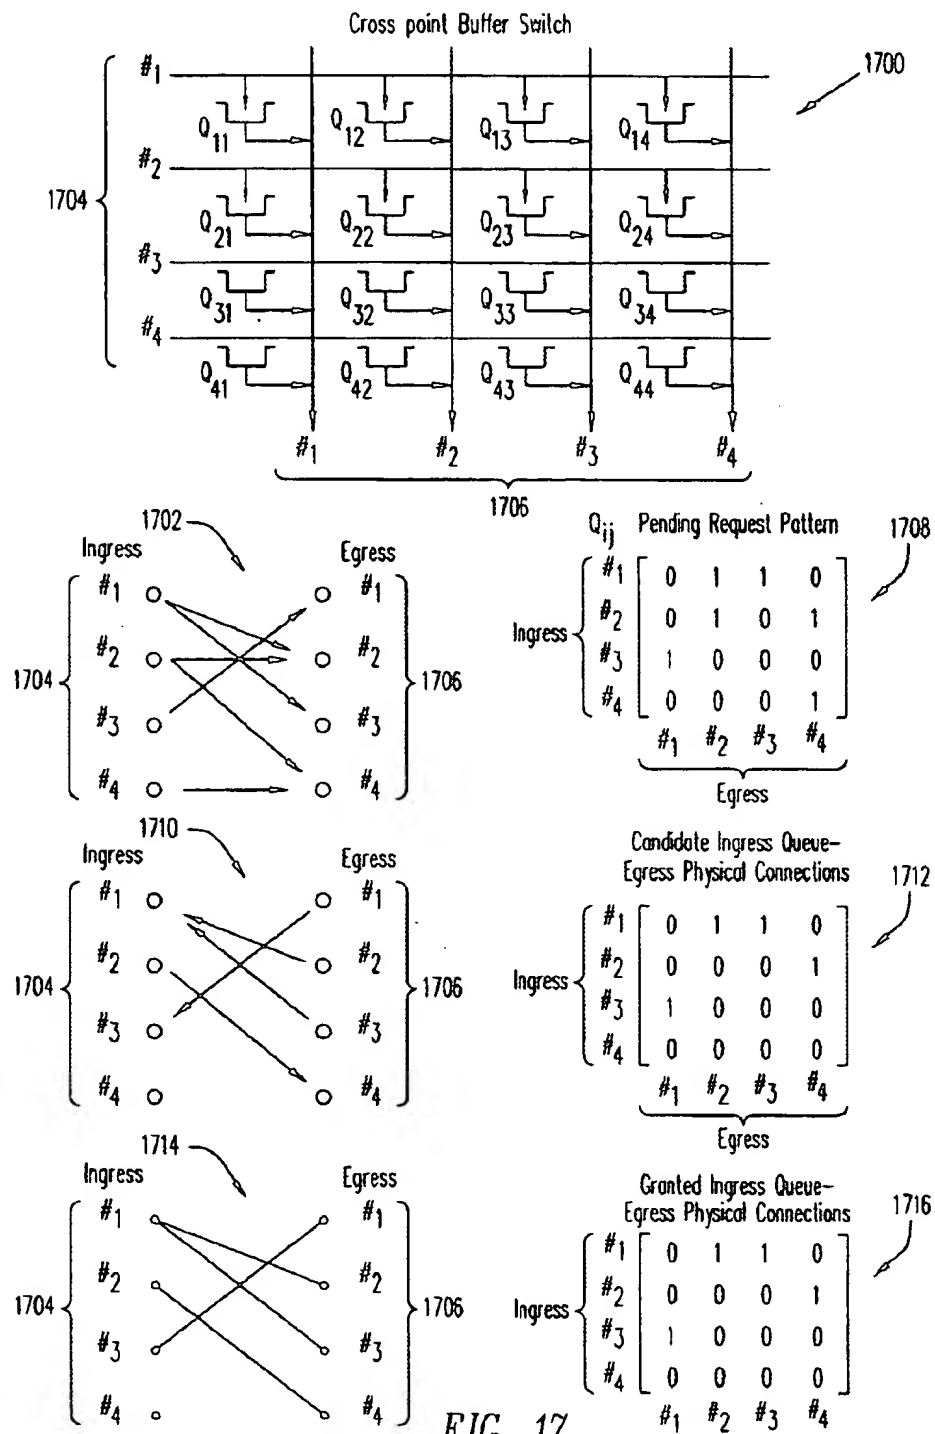 Cross point Buffer Switch
1700
1704
#1
Q11 Q12 Q13 Q14
#2
Q21 Q22 Q23 Q24
#3
Q31 Q32 Q33 Q34
#4
Q41 Q42 Q43 Q44
#1 #2 #3 #4
1706
1702
Ingress Egress
#1 #1
#2 #2
1704 1706
#3 #3
#4 #4
Qij Pending Request Pattern
1708
#1 0 1 1 0
#2 0 1 0 1
Ingress
#3 1 0 0 0
#4 0 0 0 1
#1 #2 #3 #4
Egress
1710
Ingress Egress
#1 #1
#2 #2
1704 1706
#3 #3
#4 #4
Candidate Ingress Queue-
Egress Physical Connections
1712
#1 0 1 1 0
#2 0 0 0 1
Ingress
#3 1 0 0 0
#4 0 0 0 0
#1 #2 #3 #4
Egress
1714
Ingress Egress
#1 #1
#2 #2
1704 1706
#3 #3
#4 #4
Granted Ingress Queue-
Egress Physical Connections
1716
#1 0 1 1 0
#2 0 0 0 1
Ingress
#3 1 0 0 0
#4 0 0 0 0
#1 #2 #3 #4
FIG. 17